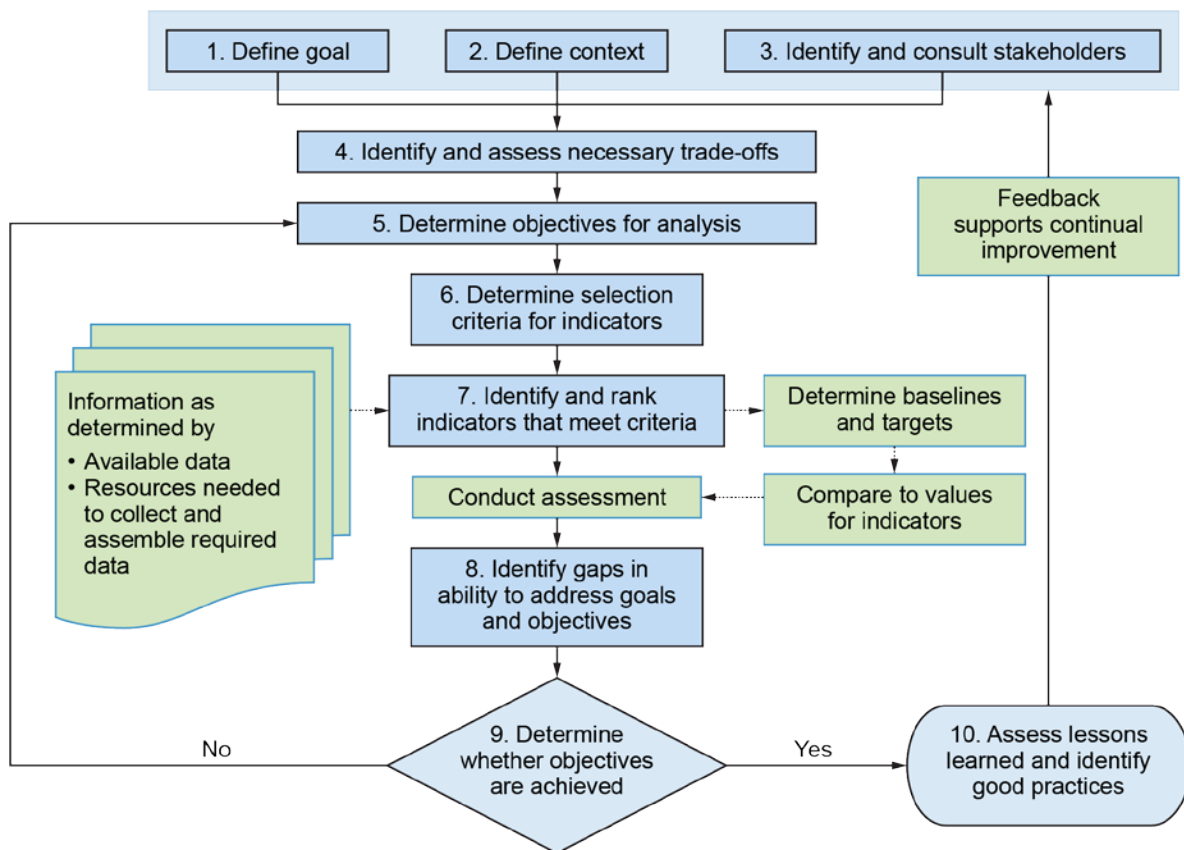 1. Define goal
2. Define context
3. Identify and consult stakeholders
4. Identify and assess necessary trade-offs
5. Determine objectives for analysis
Feedback
supports continual
improvement
6. Determine selection
criteria for indicators
Information as
determined by
• Available data
• Resources needed
to collect and
assemble required
data
7. Identify and rank
indicators that meet criteria
Determine baselines
and targets
Conduct assessment
Compare to values
for indicators
8. Identify gaps in
ability to address goals
and objectives
No
9. Determine
whether objectives
are achieved
Yes
10. Assess lessons
learned and identify
good practices